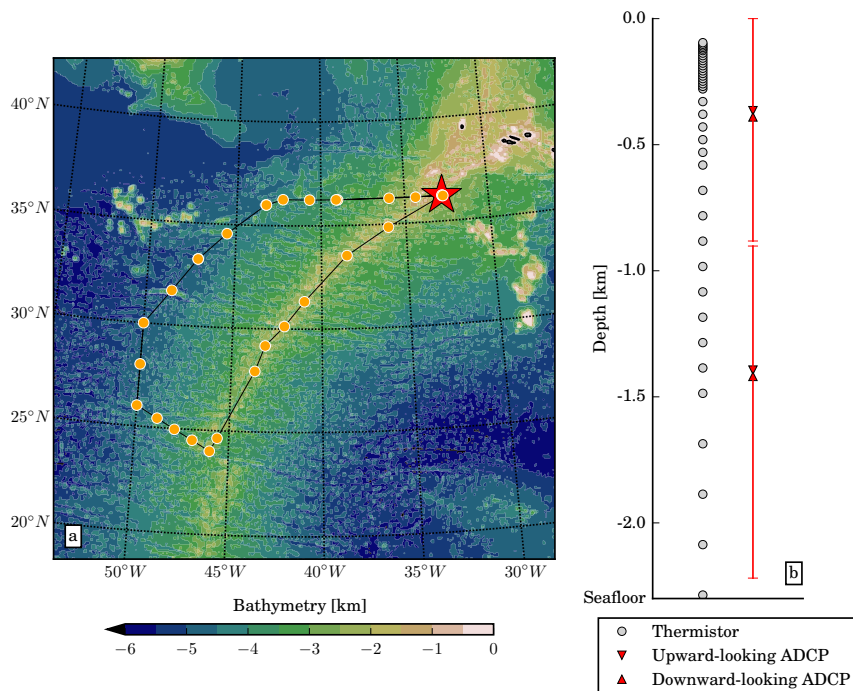 40°N
35°N
30°N
25°N
20°N
a
50°W
45°W
40°W
35°W
30°W
Bathymetry [km]
−6
−5
−4
−3
−2
−1
0
0.0
-0.5
-1.0
-1.5
-2.0
Seafloor
Depth [km]
b
Thermistor
Upward-looking ADCP
Downward-looking ADCP